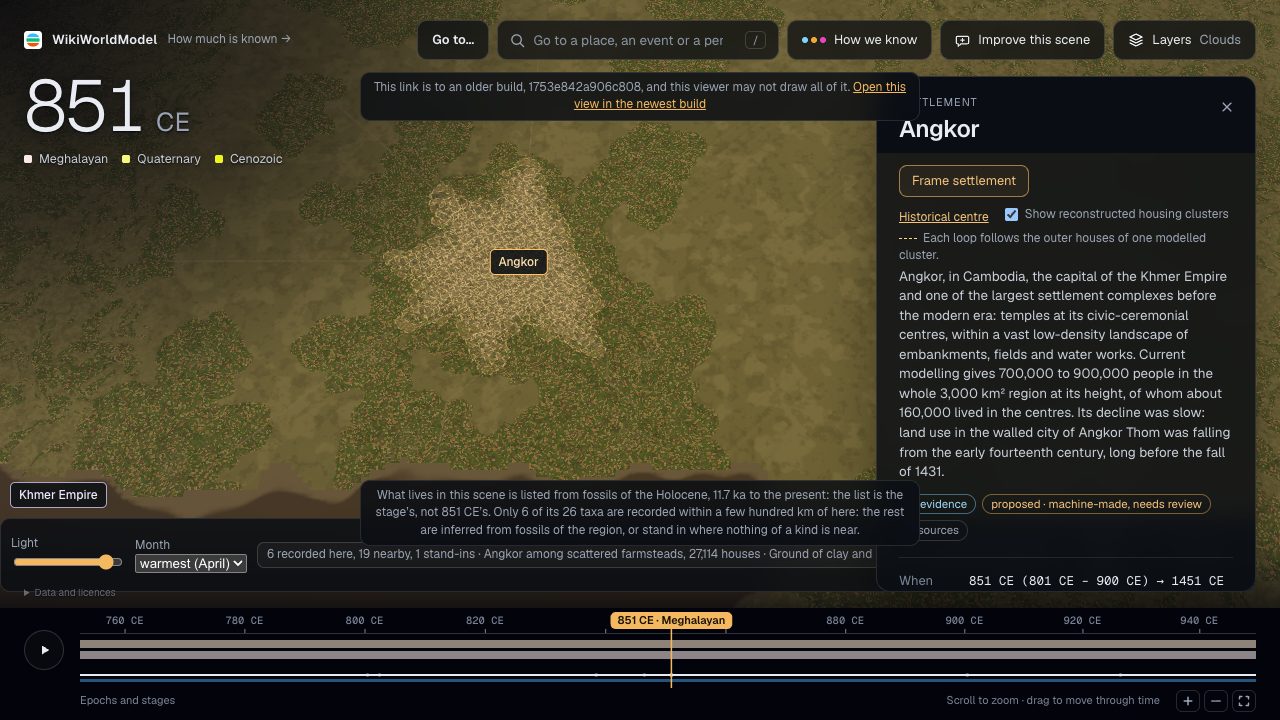 WikiWorldModel
How much is known →
Go to...
Go to a place, an event or a per
/
How we know
Improve this scene
Layers Clouds
851 CE
Meghalayan
Quaternary
Cenozoic
This link is to an older build, 1753e842a906c808, and this viewer may not draw all of it. Open this
view in the newest build
TLEMENT
Angkor
Frame settlement
Historical centre
Show reconstructed housing clusters
Each loop follows the outer houses of one modelled
cluster.
Angkor, in Cambodia, the capital of the Khmer Empire
and one of the largest settlement complexes before
the modern era: temples at its civic-ceremonial
centres, within a vast low-density landscape of
embankments, fields and water works. Current
modelling gives 700,000 to 900,000 people in the
whole 3,000 km² region at its height, of whom about
160,000 lived in the centres. Its decline was slow:
land use in the walled city of Angkor Thom was falling
from the early fourteenth century, long before the fall
of 1431.
evidence
proposed · machine-made, needs review
sources
When 851 CE (801 CE – 900 CE) → 1451 CE
Angkor
Khmer Empire
What lives in this scene is listed from fossils of the Holocene, 11.7 ka to the present: the list is the
stage's, not 851 CE's. Only 6 of its 26 taxa are recorded within a few hundred km of here: the rest
are inferred from fossils of the region, or stand in where nothing of a kind is near.
Light
Month
warmest (April)
6 recorded here, 19 nearby, 1 stand-ins · Angkor among scattered farmsteads, 27,114 houses · Ground of clay and
Data and licences
760 CE
780 CE
800 CE
820 CE
851 CE · Meghalayan
880 CE
900 CE
920 CE
940 CE
Epochs and stages
Scroll to zoom · drag to move through time